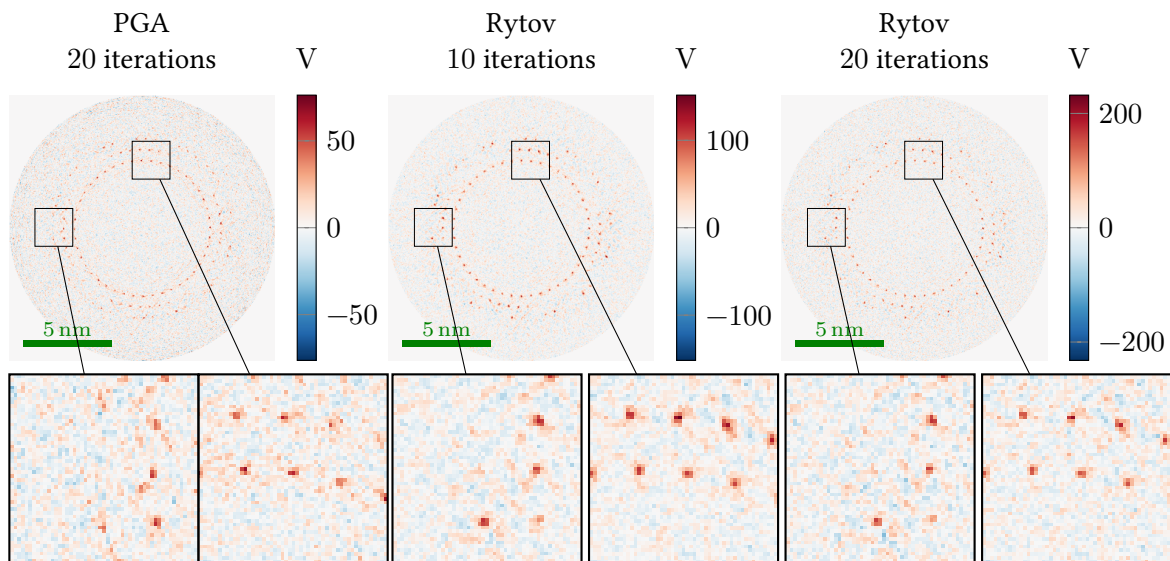 PGA
20 iterations
V
Rytov
10 iterations
V
Rytov
20 iterations
V
50
0
−50
5 nm
100
0
−100
5 nm
200
0
−200
5 nm